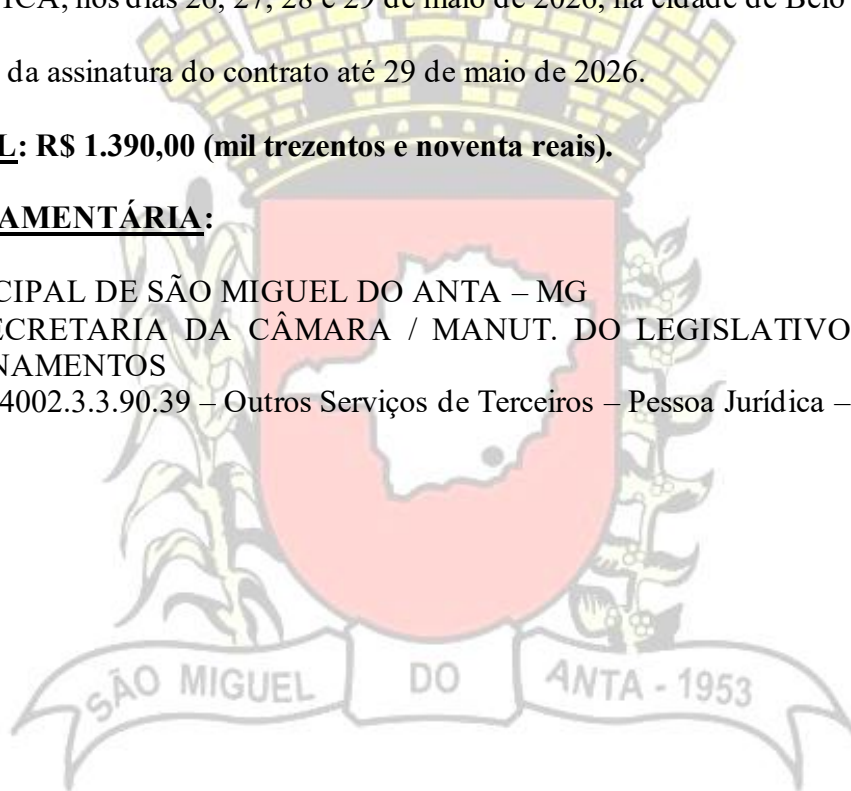 ICA, nos dias 26, 27, 28 e 29 de maio de 2026, na cidade de Belo
da assinatura do contrato até 29 de maio de 2026.
L: R$ 1.390,00 (mil trezentos e noventa reais).
AMENTÁRIA:
CIPAL DE SÃO MIGUEL DO ANTA – MG
ECRETARIA DA CÂMARA / MANUT. DO LEGISLATIVO
NAMENTOS
4002.3.3.90.39 – Outros Serviços de Terceiros – Pessoa Jurídica –
SÃO MIGUEL DO ANTA - 1953